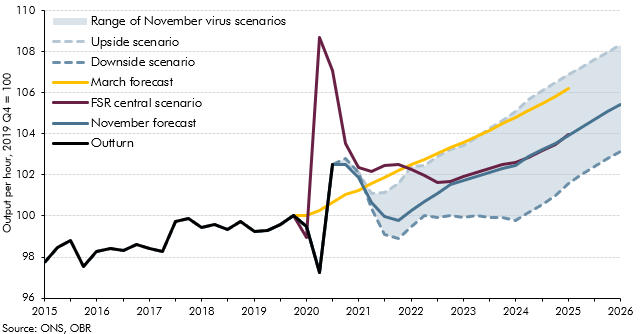 110
108
106
104
102
100
98
96
Output per hour, 2019 Q4 = 100
Range of November virus scenarios
Upside scenario
Downside scenario
March forecast
FSR central scenario
November forecast
Outturn
2015 2016 2017 2018 2019 2020 2021 2022 2023 2024 2025 2026
Source: ONS, OBR